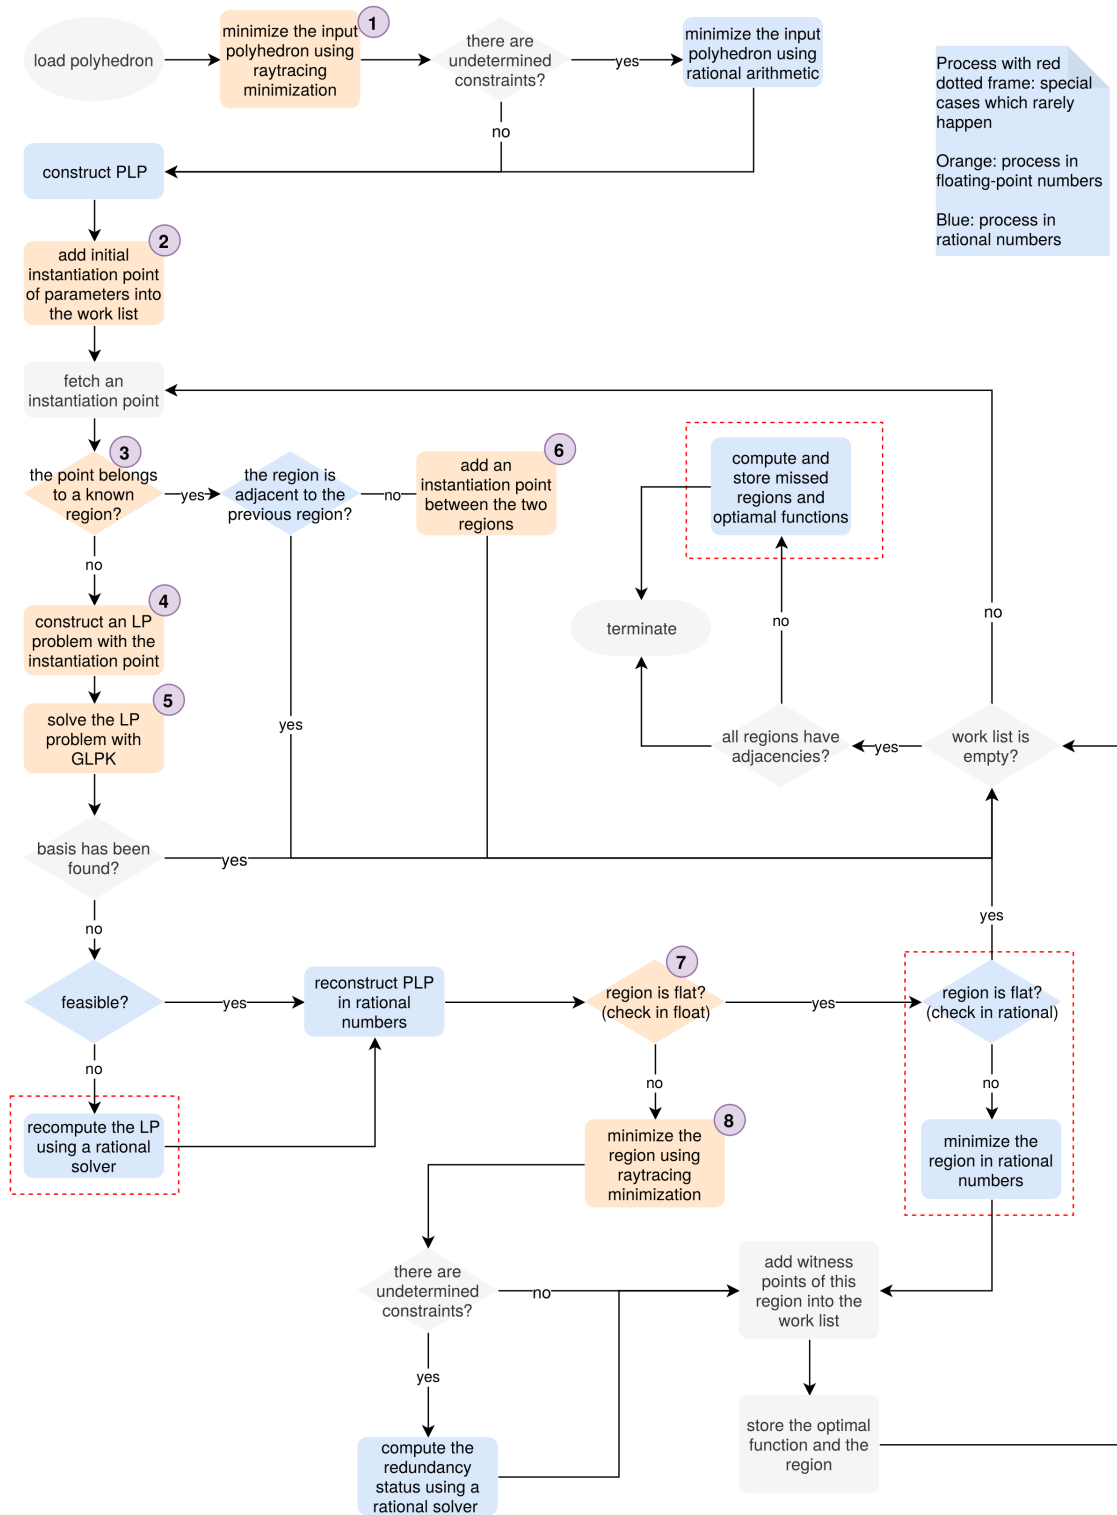 load polyhedron
minimize the input
polyhedron using
raytracing
minimization
1
there are
undetermined
constraints?
yes
minimize the input
polyhedron using
rational arithmetic
no
Process with red
dotted frame: special
cases which rarely
happen
Orange: process in
floating-point numbers
Blue: process in
rational numbers
construct PLP
2
add initial
instantiation point
of parameters into
the work list
fetch an
instantiation point
3
the point belongs
to a known
region?
yes
the region is
adjacent to the
previous region?
no
6
add an
instantiation point
between the two
regions
compute and
store missed
regions and
optiamal functions
no
4
construct an LP
problem with the
instantiation point
terminate
no
no
5
solve the LP
problem with
GLPK
yes
all regions have
adjacencies?
yes
work list is
empty?
basis has been
found?
yes
no
yes
feasible?
yes
reconstruct PLP
in rational
numbers
7
region is flat?
(check in float)
yes
region is flat?
(check in rational)
no
no
no
recompute the LP
using a rational
solver
8
minimize the
region using
raytracing
minimization
minimize the
region in rational
numbers
there are
undetermined
constraints?
no
add witness
points of this
region into the
work list
yes
compute the
redundancy
status using a
rational solver
store the optimal
function and the
region